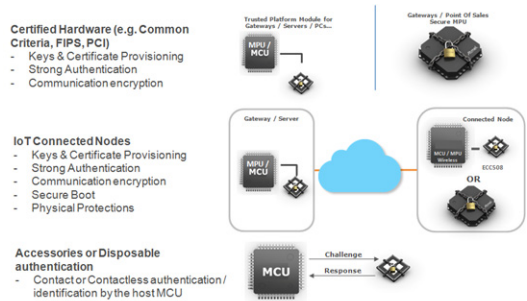 Certified Hardware (e.g. Common
Criteria, FIPS, PCI)
- Keys & Certificate Provisioning
- Strong Authentication
- Communication encryption
Trusted Platform Module for
Gateways / Servers / PCs...
MPU /
MCU
Gateways / Point Of Sales
Secure MPU
IoT Connected Nodes
- Keys & Certificate Provisioning
- Strong Authentication
- Communication encryption
- Secure Boot
- Physical Protections
Gateway / Server
MPU /
MCU
Connected Node
MCU / MPU
Wireless
ECC508
OR
Accessories or Disposable
authentication
- Contact or Contactless authentication /
identification by the host MCU
MCU
Challenge
Response